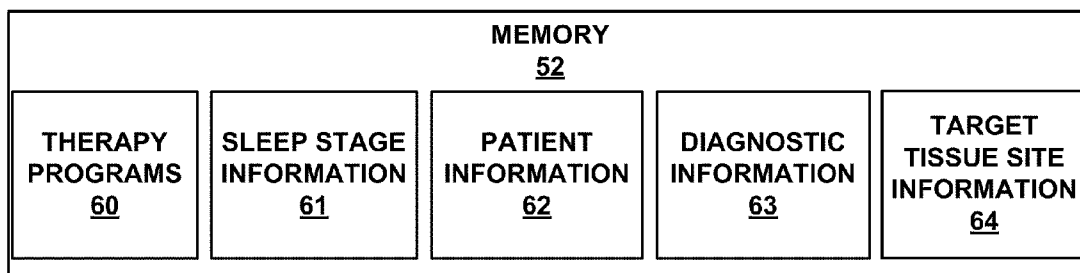 MEMORY
52
THERAPY
PROGRAMS
60
SLEEP STAGE
INFORMATION
61
PATIENT
INFORMATION
62
DIAGNOSTIC
INFORMATION
63
TARGET
TISSUE SITE
INFORMATION
64